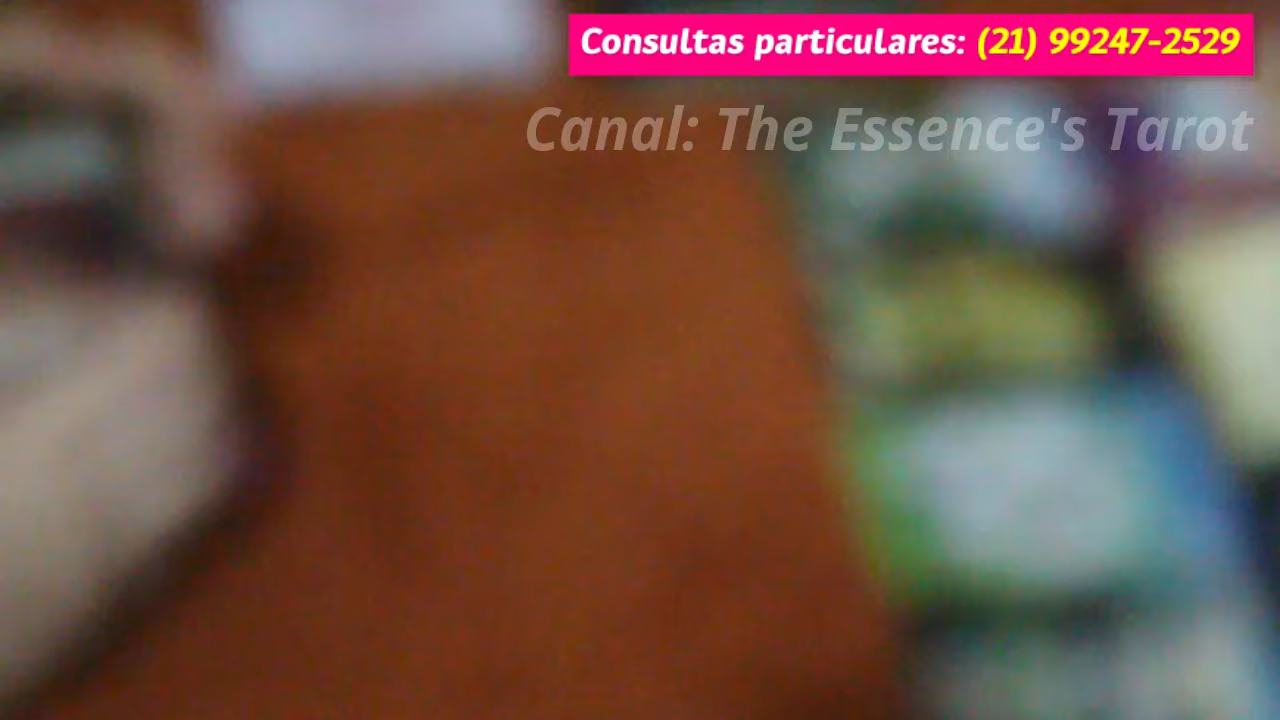 Consultas particulares: (21) 99247-2529
Canal: The Essence's Tarot